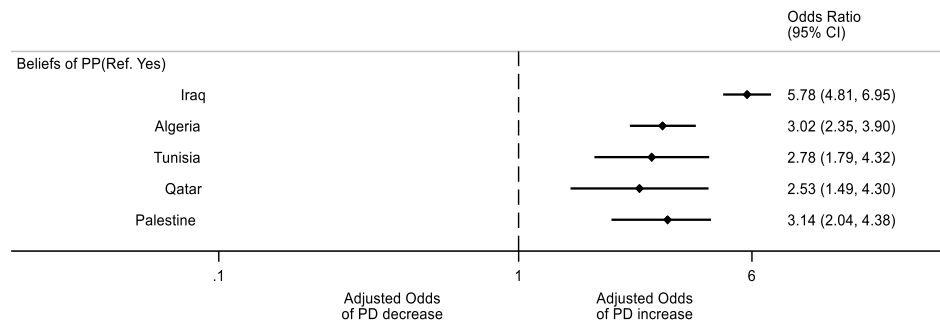 Odds Ratio
(95% CI)
Beliefs of PP(Ref. Yes)
Iraq 5.78 (4.81, 6.95)
Algeria 3.02 (2.35, 3.90)
Tunisia 2.78 (1.79, 4.32)
Qatar 2.53 (1.49, 4.30)
Palestine 3.14 (2.04, 4.38)
.1 1 6
Adjusted Odds Adjusted Odds
of PD decrease of PD increase